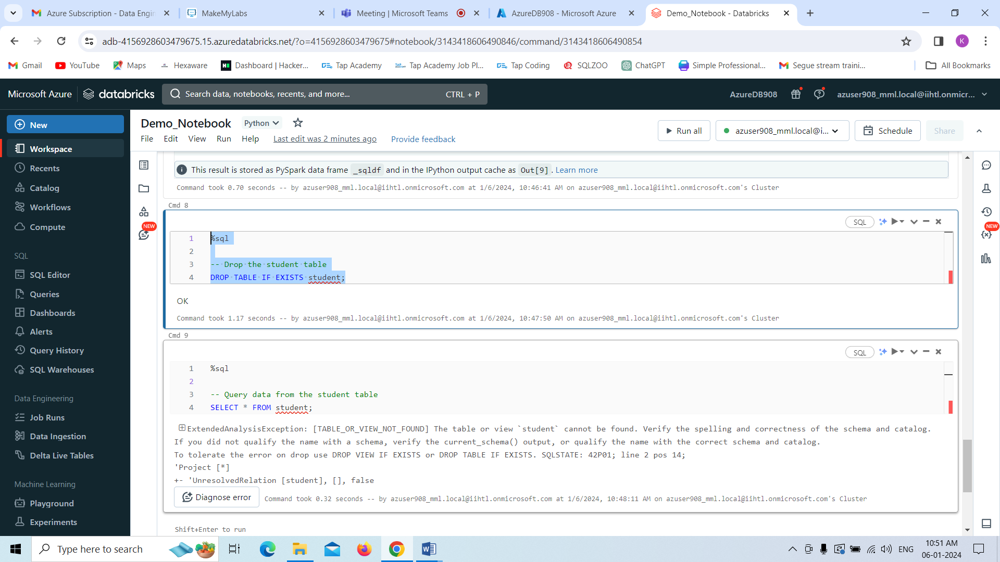 Azure Subscription - Data Engin
MakeMyLabs
Meeting | Microsoft Teams
AzureDB908 - Microsoft Azure
Demo_Notebook - Databricks
adb-4156928603479675.15.azuredatabricks.net/?o=4156928603479675#notebook/3143418606490846/command/3143418606490854
K
Gmail
YouTube
Maps
Hexaware
Dashboard | Hacker...
Tap Academy
Tap Academy Job Pl...
Tap Coding
SQLZOO
ChatGPT
Simple Professional...
Segue stream traini...
All Bookmarks
Microsoft Azure
databricks
Search data, notebooks, recents, and more...
CTRL + P
AzureDB908
azuser908_mml.local@iihtl.onmicr...
New
Workspace
Recents
Catalog
Workflows
Compute
SQL
SQL Editor
Queries
Dashboards
Alerts
Query History
SQL Warehouses
Data Engineering
Job Runs
Data Ingestion
Delta Live Tables
Machine Learning
Playground
Experiments
Demo_Notebook
Python
File Edit View Run Help
Last edit was 2 minutes ago
Provide feedback
Run all
azuser908_mml.local@i...
Schedule
Share
NEW
NEW
This result is stored as PySpark data frame _sqldf and in the IPython output cache as Out[9] . Learn more
Command took 0.70 seconds -- by azuser908_mml.local@iihtl.onmicrosoft.com at 1/6/2024, 10:46:41 AM on azuser908_mml.local@iihtl.onmicrosoft.com's Cluster
Cmd 8
SQL
1 %sql
2
3 -- Drop the student table
4 DROP TABLE IF EXISTS student;
OK
Command took 1.17 seconds -- by azuser908_mml.local@iihtl.onmicrosoft.com at 1/6/2024, 10:47:50 AM on azuser908_mml.local@iihtl.onmicrosoft.com's Cluster
Cmd 9
SQL
1 %sql
2
3 -- Query data from the student table
4 SELECT * FROM student;
ExtendedAnalysisException: [TABLE_OR_VIEW_NOT_FOUND] The table or view `student` cannot be found. Verify the spelling and correctness of the schema and catalog.
If you did not qualify the name with a schema, verify the current_schema() output, or qualify the name with the correct schema and catalog.
To tolerate the error on drop use DROP VIEW IF EXISTS or DROP TABLE IF EXISTS. SQLSTATE: 42P01; line 2 pos 14;
'Project [*]
+- 'UnresolvedRelation [student], [], false
Diagnose error
Command took 0.32 seconds -- by azuser908_mml.local@iihtl.onmicrosoft.com at 1/6/2024, 10:48:11 AM on azuser908_mml.local@iihtl.onmicrosoft.com's Cluster
Shift+Enter to run
Type here to search
ENG
10:51 AM
06-01-2024